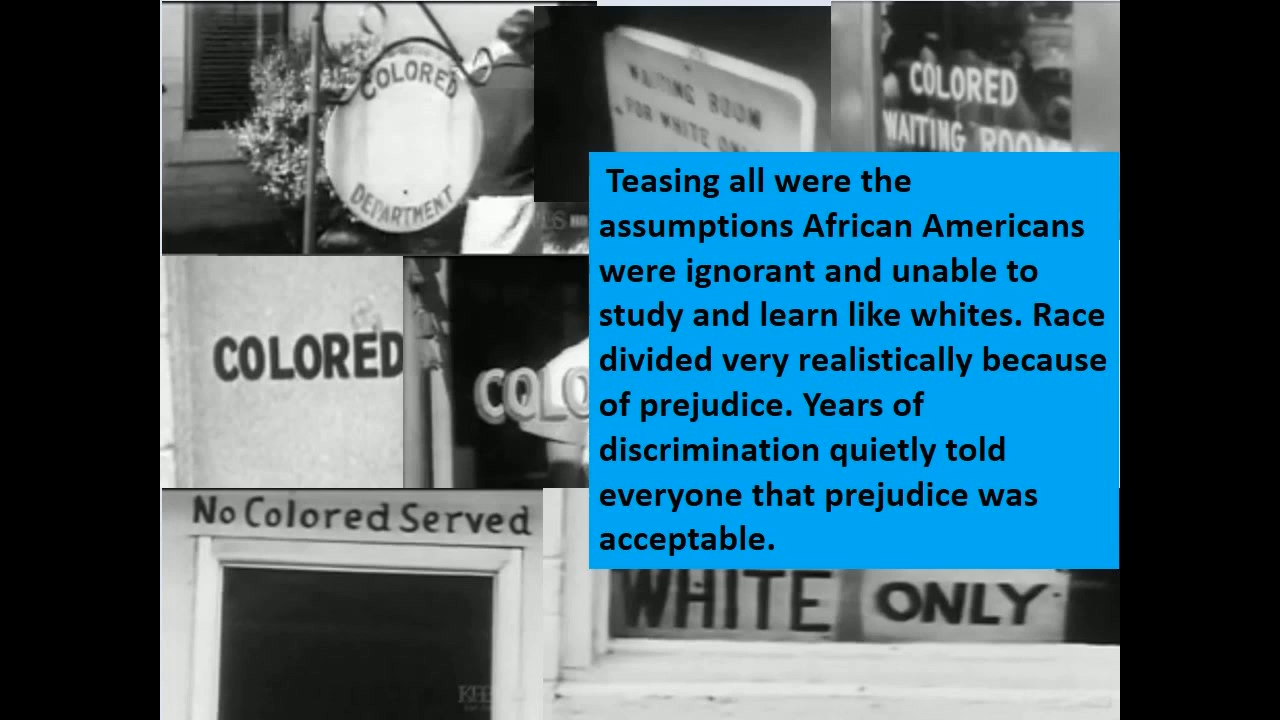 COLORED
DEPARTMENT
WAITING ROOM
FOR WHITE ONL
COLORED
WAITING ROOM
Teasing all were the
assumptions African Americans
were ignorant and unable to
study and learn like whites. Race
divided very realistically because
of prejudice. Years of
discrimination quietly told
everyone that prejudice was
acceptable.
COLORED
COLO
No Colored Served
WHITE ONLY